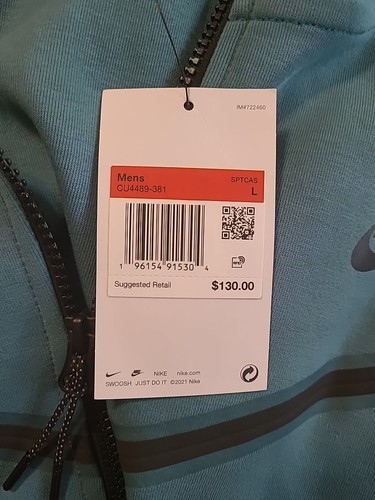 IM4722460
Mens
SPTCAS
CU4489-381
L
1 96154 91530 4
Suggested Retail
$130.00
NIKE nike.com
SWOOSH JUST DO IT ©2021 Nike